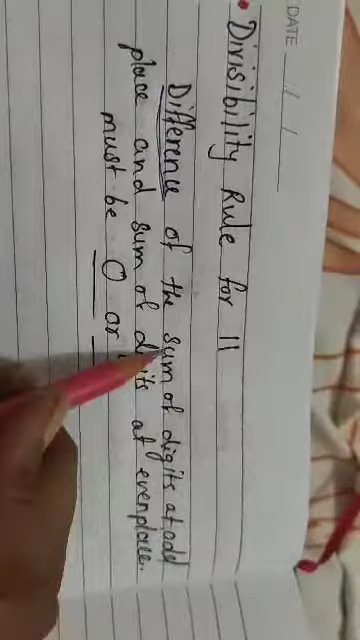 DATE
• Divisibility Rule for 11
Difference of the sum of digits at odd
place and sum of digits at even place.
must be 0 or